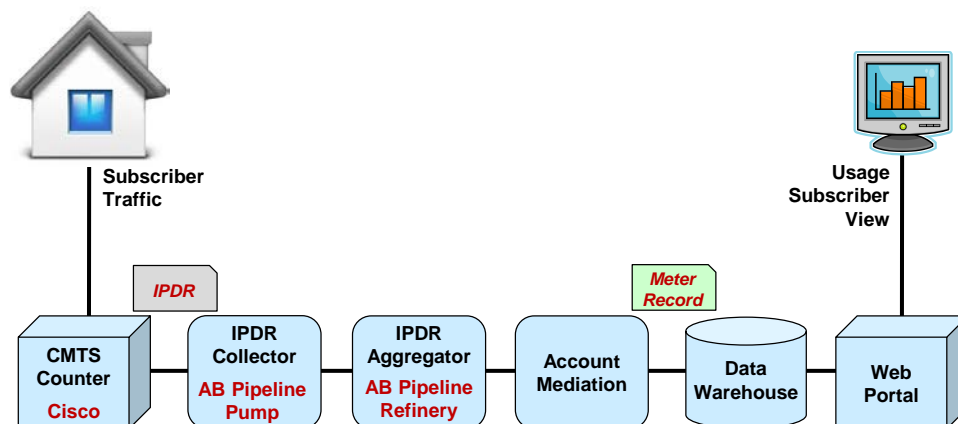 Subscriber
Traffic
Usage
Subscriber
View
IPDR
Meter
Record
CMTS
Counter
Cisco
IPDR
Collector
AB Pipeline
Pump
IPDR
Aggregator
AB Pipeline
Refinery
Account
Mediation
Data
Warehouse
Web
Portal